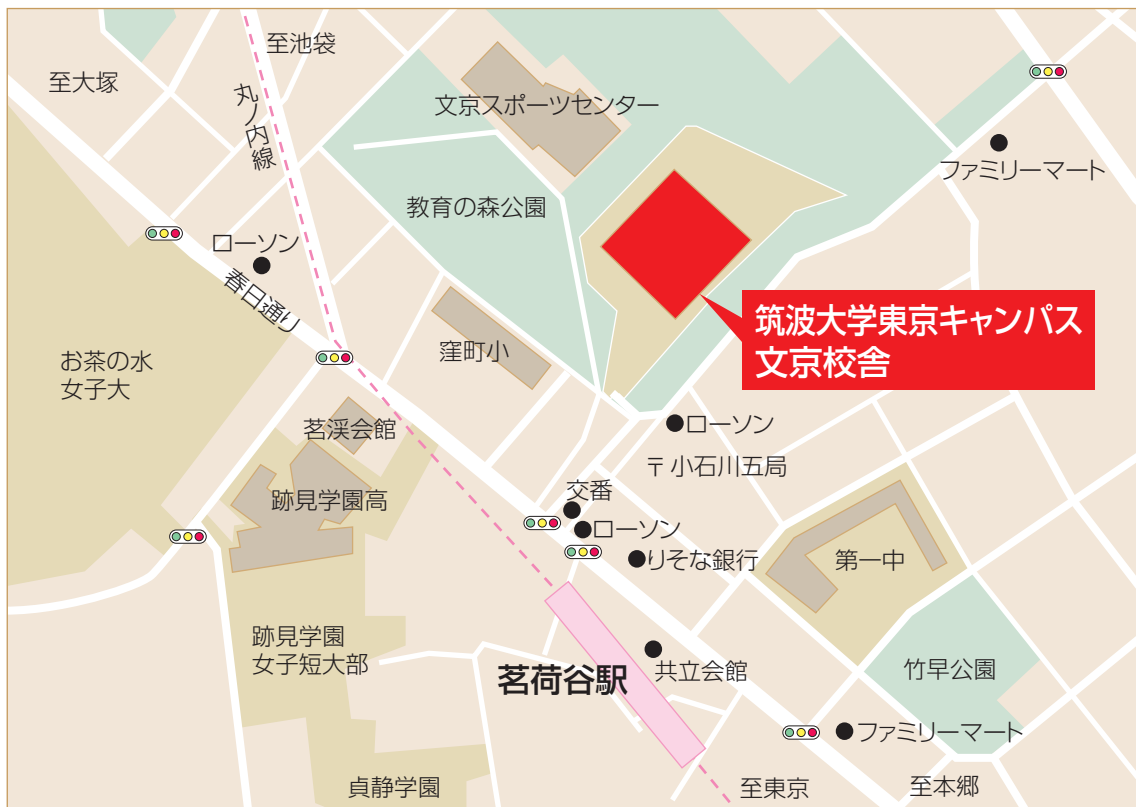 至池袋
至大塚
丸ノ内線
文京スポーツセンター
ファミリーマート
教育の森公園
ローソン
春日通り
筑波大学東京キャンパス
文京校舎
窪町小
お茶の水
女子大
茗渓会館
ローソン
〒小石川五局
跡見学園高
交番
ローソン
りそな銀行
第一中
跡見学園
女子短大部
茗荷谷駅
共立会館
竹早公園
ファミリーマート
貞静学園
至東京
至本郷